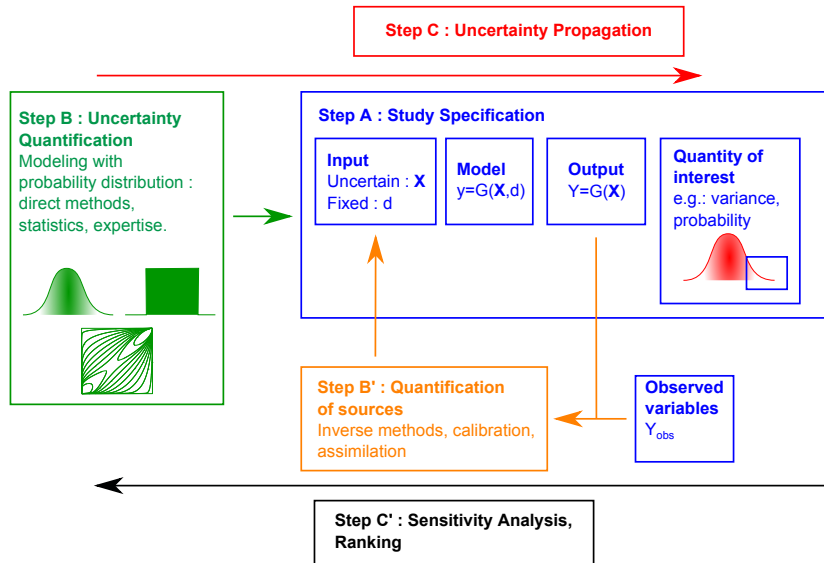 Step C : Uncertainty Propagation
Step B : Uncertainty
Quantification
Modeling with
probability distribution :
direct methods,
statistics, expertise.
Step A : Study Specification
Input
Uncertain : X
Fixed : d
Model
y=G(X,d)
Output
Y=G(X)
Quantity of
interest
e.g.: variance,
probability
Step B' : Quantification
of sources
Inverse methods, calibration,
assimilation
Observed
variables
Yobs
Step C' : Sensitivity Analysis,
Ranking